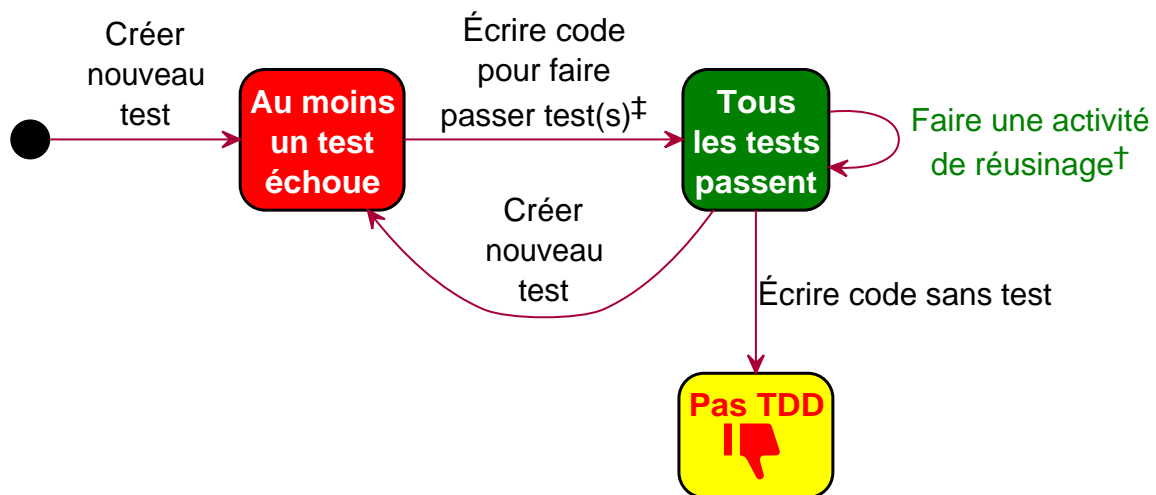 Créer
nouveau
test
Au moins
un test
échoue
Écrire code
pour faire
passer test(s)‡
Tous
les tests
passent
Faire une activité
de réusinage†
Créer
nouveau
test
Écrire code sans test
Pas TDD